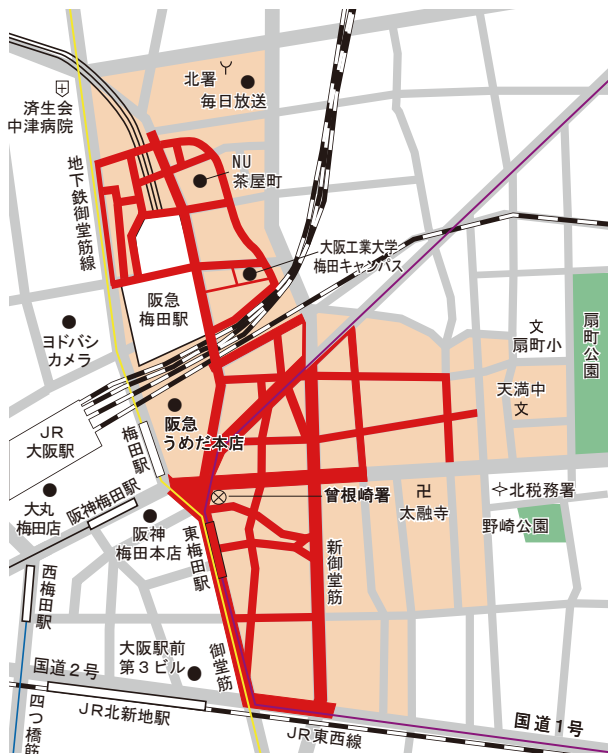 北署
毎日放送
済生会
中津病院
NU
茶屋町
地下鉄御堂筋線
大阪工業大学
梅田キャンパス
阪急
梅田駅
ヨドバシ
カメラ
文
扇町小
扇町公園
天満中
文
阪急
うめだ本店
梅田駅
JR
大阪駅
大丸
梅田店
阪神梅田駅
阪神
梅田本店
曾根崎署
卍
太融寺
北税務署
野崎公園
東梅田駅
新御堂筋
西梅田駅
大阪駅前
第3ビル
御堂筋
国道2号
JR北新地駅
四つ橋筋
JR東西線
国道1号